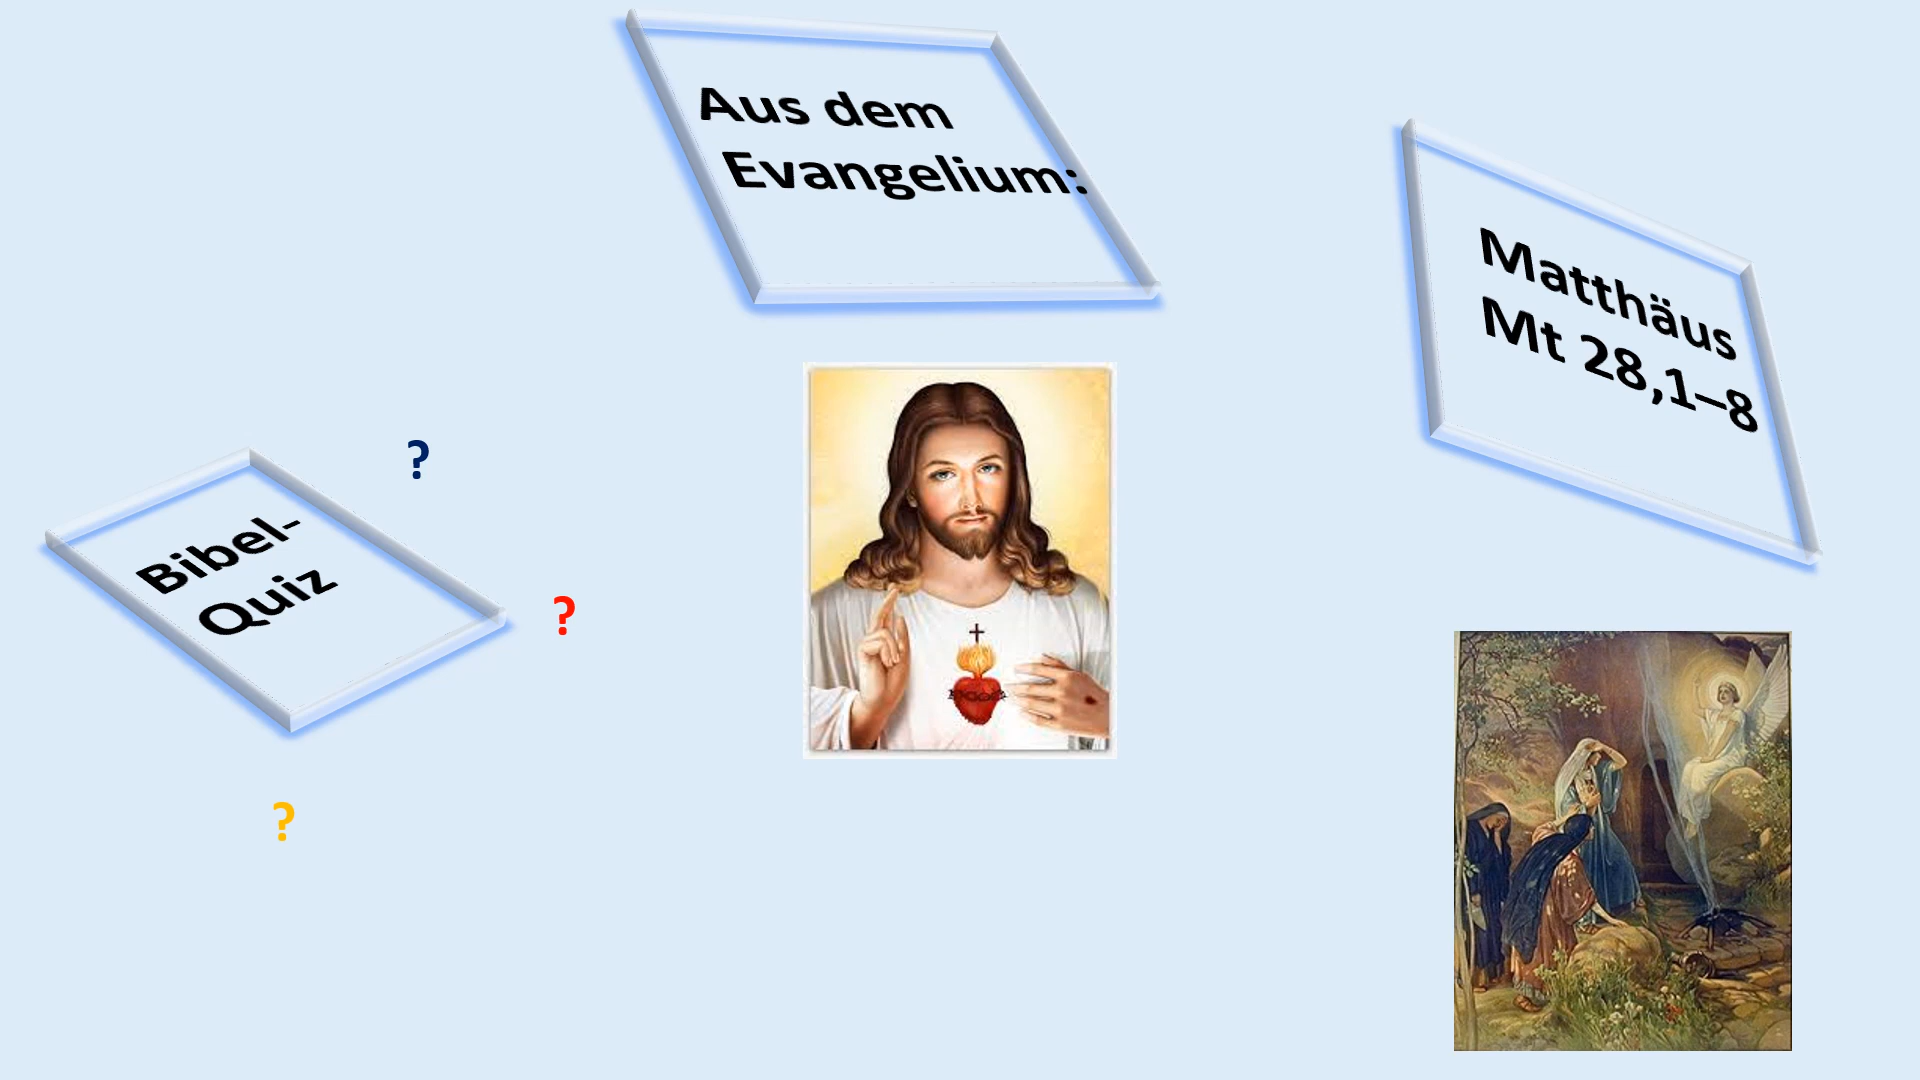 Aus dem
Evangelium:
Matthäus
Mt 28,1–8
Bibel-
Quiz
?
?
?